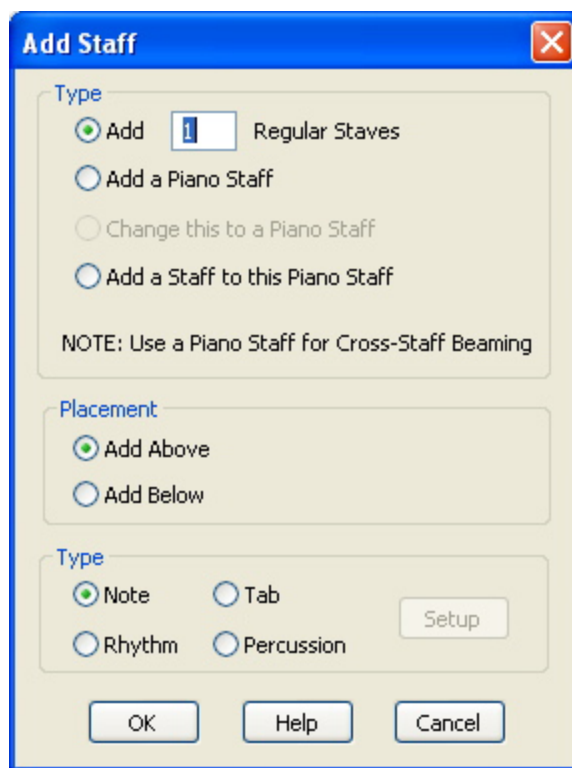 Add Staff
Type
Add 1 Regular Staves
Add a Piano Staff
Change this to a Piano Staff
Add a Staff to this Piano Staff
NOTE: Use a Piano Staff for Cross-Staff Beaming
Placement
Add Above
Add Below
Type
Note Tab
Rhythm Percussion
Setup
OK Help Cancel